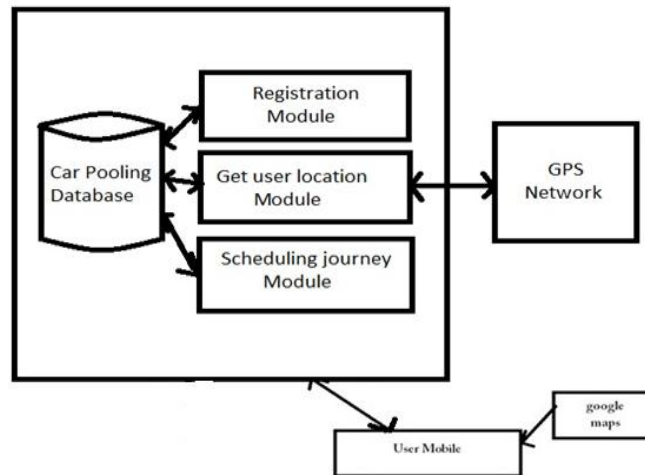 Registration
Module
Car Pooling
Database
Get user location
Module
GPS
Network
Scheduling journey
Module
google
maps
User Mobile